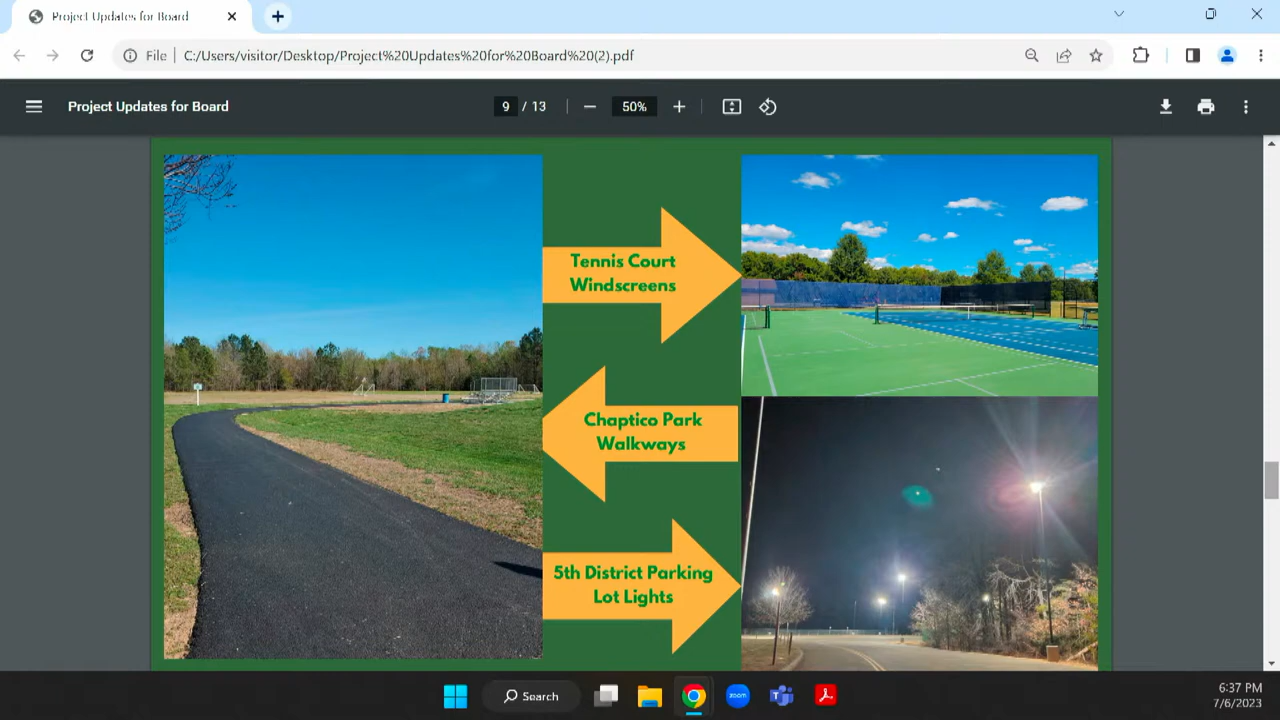 Project Updates for Board
File
C:/Users/visitor/Desktop/Project%20Updates%20for%20Board%20(2).pdf
Project Updates for Board
9 / 13
50%
Tennis Court
Windscreens
Chaptico Park
Walkways
5th District Parking
Lot Lights
Search
zoom
6:37 PM
7/6/2023